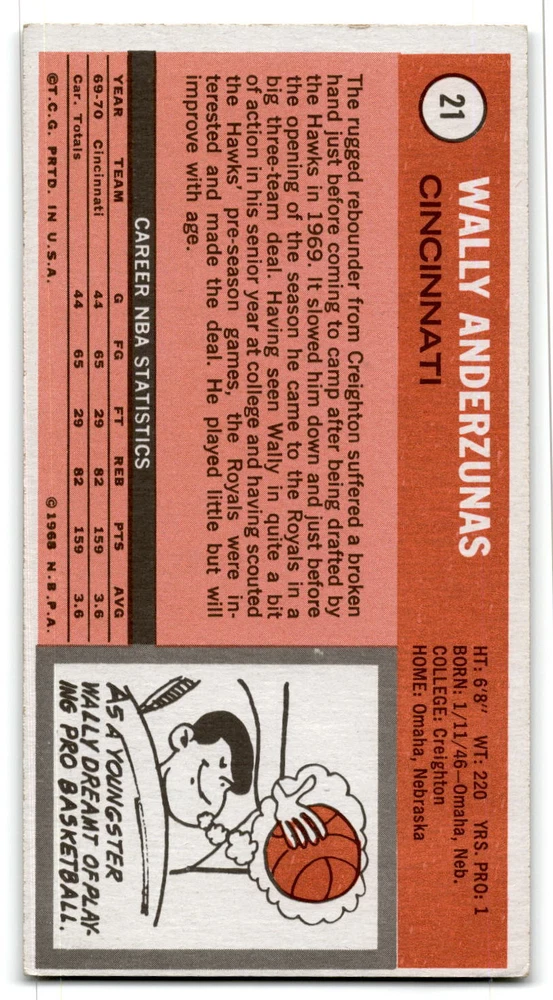 21
WALLY ANDERZUNAS
CINCINNATI
HT: 6'8" WT: 220 YRS. PRO: 1
BORN: 1/11/46—Omaha, Neb.
COLLEGE: Creighton
HOME: Omaha, Nebraska
The rugged rebounder from Creighton suffered a broken
hand just before coming to camp after being drafted by
the Hawks in 1969. It slowed him down and just before
the opening of the season he came to the Royals in a
big three-team deal. Having seen Wally in quite a bit
of action in his senior year at college and having scouted
the Hawks' pre-season games, the Royals were in-
terested and made the deal. He played little but will
improve with age.
CAREER NBA STATISTICS
YEAR TEAM G FG FT REB PTS AVG
69-70 Cincinnati 44 65 29 82 159 3.6
Car. Totals 44 65 29 82 159 3.6
©T.C.G. PRTD. IN U.S.A. ©1968 N.B.P.A.
AS A YOUNGSTER
WALLY DREAMT OF PLAY-
ING PRO BASKETBALL.